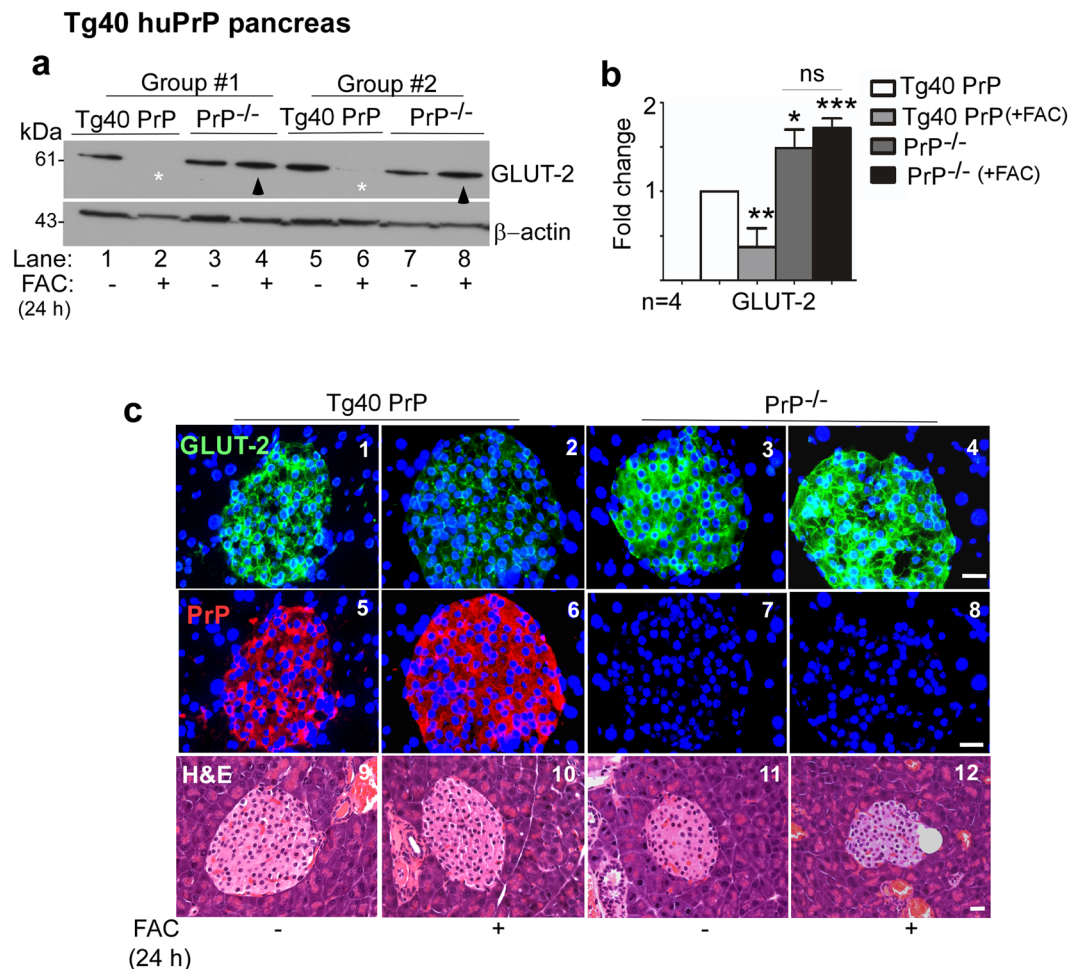 Tg40 huPrP pancreas
a
Group #1 Group #2
Tg40 PrP PrP-/- Tg40 PrP PrP-/-
kDa
61- GLUT-2
* *
43- β-actin
Lane: 1 2 3 4 5 6 7 8
FAC: - + - + - + - +
(24 h)
b
ns
* *** **
2
1
Fold change
n=4 GLUT-2
Tg40 PrP
Tg40 PrP(+FAC)
PrP-/-
PrP-/- (+FAC)
c
Tg40 PrP PrP-/-
GLUT-2 1 2 3 4
PrP 5 6 7 8
H&E 9 10 11 12
FAC - + - +
(24 h)